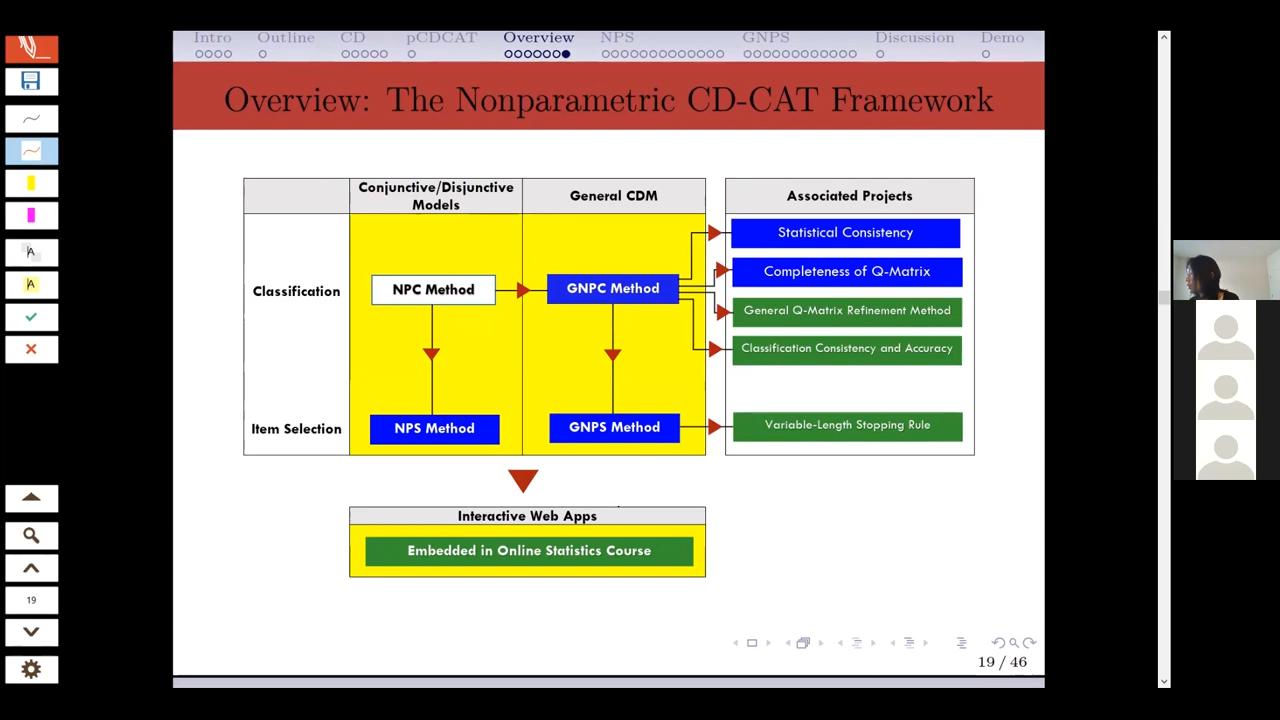 Intro Outline CD pCDCAT Overview NPS GNPS Discussion Demo
Overview: The Nonparametric CD-CAT Framework
Conjunctive/Disjunctive
Models
General CDM
Associated Projects
Classification
NPC Method
GNPC Method
Statistical Consistency
Completeness of Q-Matrix
General Q-Matrix Refinement Method
Classification Consistency and Accuracy
Item Selection
NPS Method
GNPS Method
Variable-Length Stopping Rule
Interactive Web Apps
Embedded in Online Statistics Course
19 / 46
A
A
19